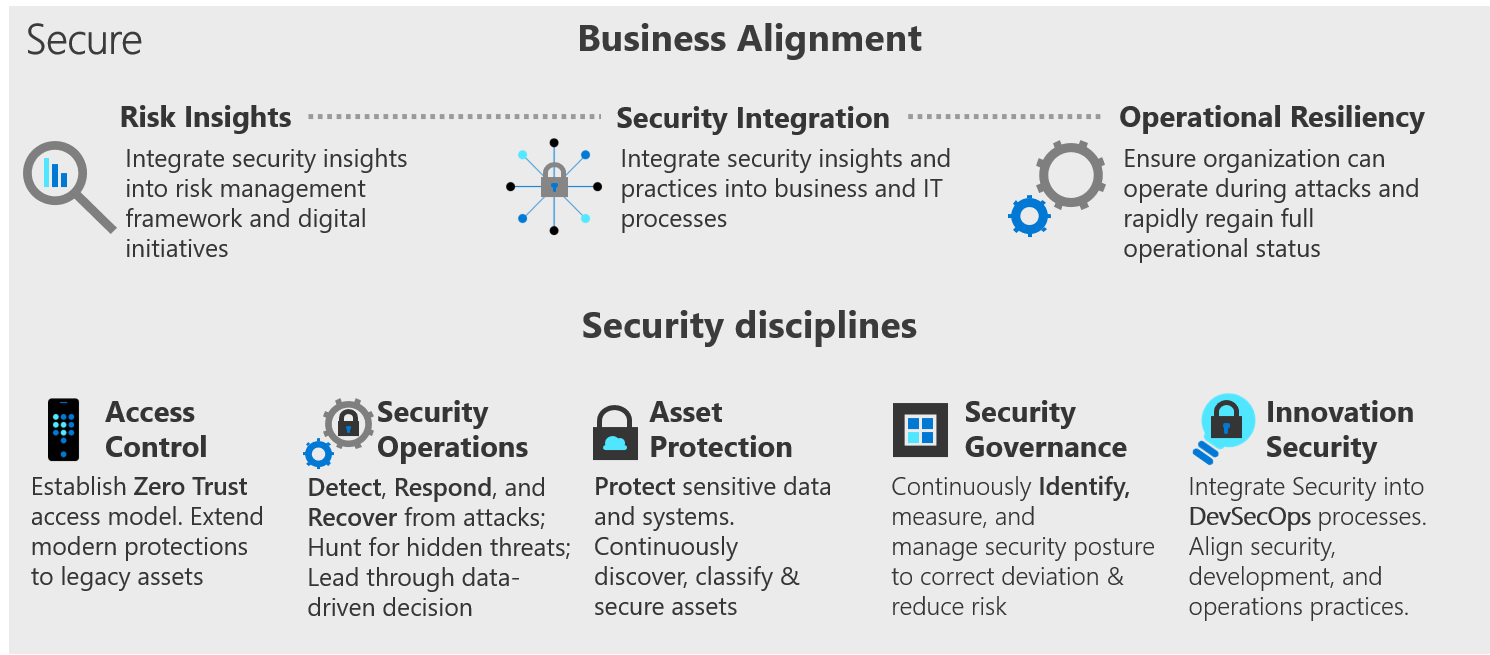 Secure
Business Alignment
Risk Insights
Integrate security insights
into risk management
framework and digital
initiatives
Security Integration
Integrate security insights and
practices into business and IT
processes
Operational Resiliency
Ensure organization can
operate during attacks and
rapidly regain full
operational status
Security disciplines
Access
Control
Establish Zero Trust
access model. Extend
modern protections
to legacy assets
Security
Operations
Detect, Respond, and
Recover from attacks;
Hunt for hidden threats;
Lead through data-
driven decision
Asset
Protection
Protect sensitive data
and systems.
Continuously
discover, classify &
secure assets
Security
Governance
Continuously Identify,
measure, and
manage security posture
to correct deviation &
reduce risk
Innovation
Security
Integrate Security into
DevSecOps processes.
Align security,
development, and
operations practices.